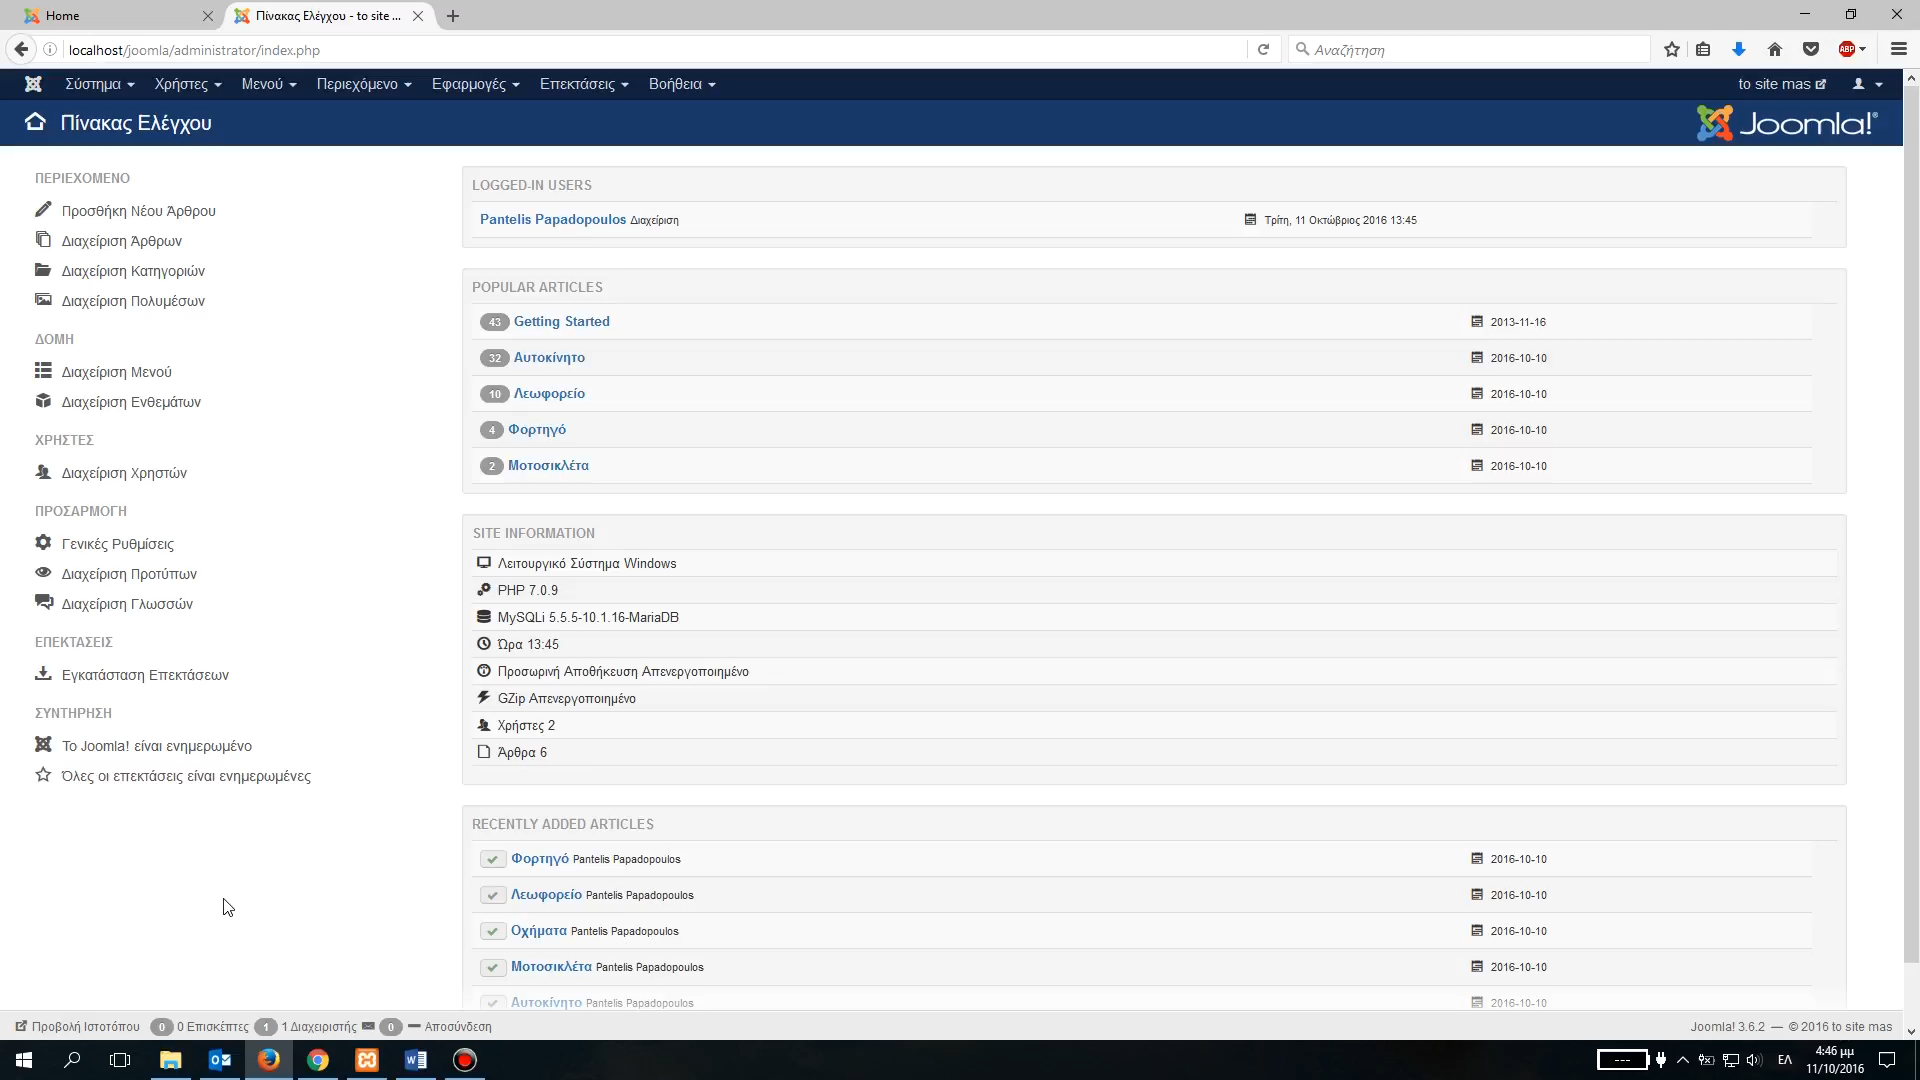 Home
Πίνακας Ελέγχου - to site ...
localhost/joomla/administrator/index.php
Αναζήτηση
ABP
Σύστημα Χρήστες Μενού Περιεχόμενο Εφαρμογές Επεκτάσεις Βοήθεια to site mas
Πίνακας Ελέγχου
Joomla!®
ΠΕΡΙΕΧΟΜΕΝΟ
Προσθήκη Νέου Άρθρου
Διαχείριση Άρθρων
Διαχείριση Κατηγοριών
Διαχείριση Πολυμέσων
ΔΟΜΗ
Διαχείριση Μενού
Διαχείριση Ενθεμάτων
ΧΡΗΣΤΕΣ
Διαχείριση Χρηστών
ΠΡΟΣΑΡΜΟΓΗ
Γενικές Ρυθμίσεις
Διαχείριση Προτύπων
Διαχείριση Γλωσσών
ΕΠΕΚΤΑΣΕΙΣ
Εγκατάσταση Επεκτάσεων
ΣΥΝΤΗΡΗΣΗ
Το Joomla! είναι ενημερωμένο
Όλες οι επεκτάσεις είναι ενημερωμένες
LOGGED-IN USERS
Pantelis Papadopoulos Διαχείριση Τρίτη, 11 Οκτώβριος 2016 13:45
POPULAR ARTICLES
43 Getting Started 2013-11-16
32 Αυτοκίνητο 2016-10-10
10 Λεωφορείο 2016-10-10
4 Φορτηγό 2016-10-10
2 Μοτοσικλέτα 2016-10-10
SITE INFORMATION
Λειτουργικό Σύστημα Windows
PHP 7.0.9
MySQLi 5.5.5-10.1.16-MariaDB
Ώρα 13:45
Προσωρινή Αποθήκευση Απενεργοποιημένο
GZip Απενεργοποιημένο
Χρήστες 2
Άρθρα 6
RECENTLY ADDED ARTICLES
Φορτηγό Pantelis Papadopoulos 2016-10-10
Λεωφορείο Pantelis Papadopoulos 2016-10-10
Οχήματα Pantelis Papadopoulos 2016-10-10
Μοτοσικλέτα Pantelis Papadopoulos 2016-10-10
Αυτοκίνητο Pantelis Papadopoulos 2016-10-10
Προβολή Ιστοτόπου 0 0 Επισκέπτες 1 1 Διαχειριστής 0 Αποσύνδεση
Joomla! 3.6.2 — © 2016 to site mas
--- ΕΛ 4:46 μμ
11/10/2016